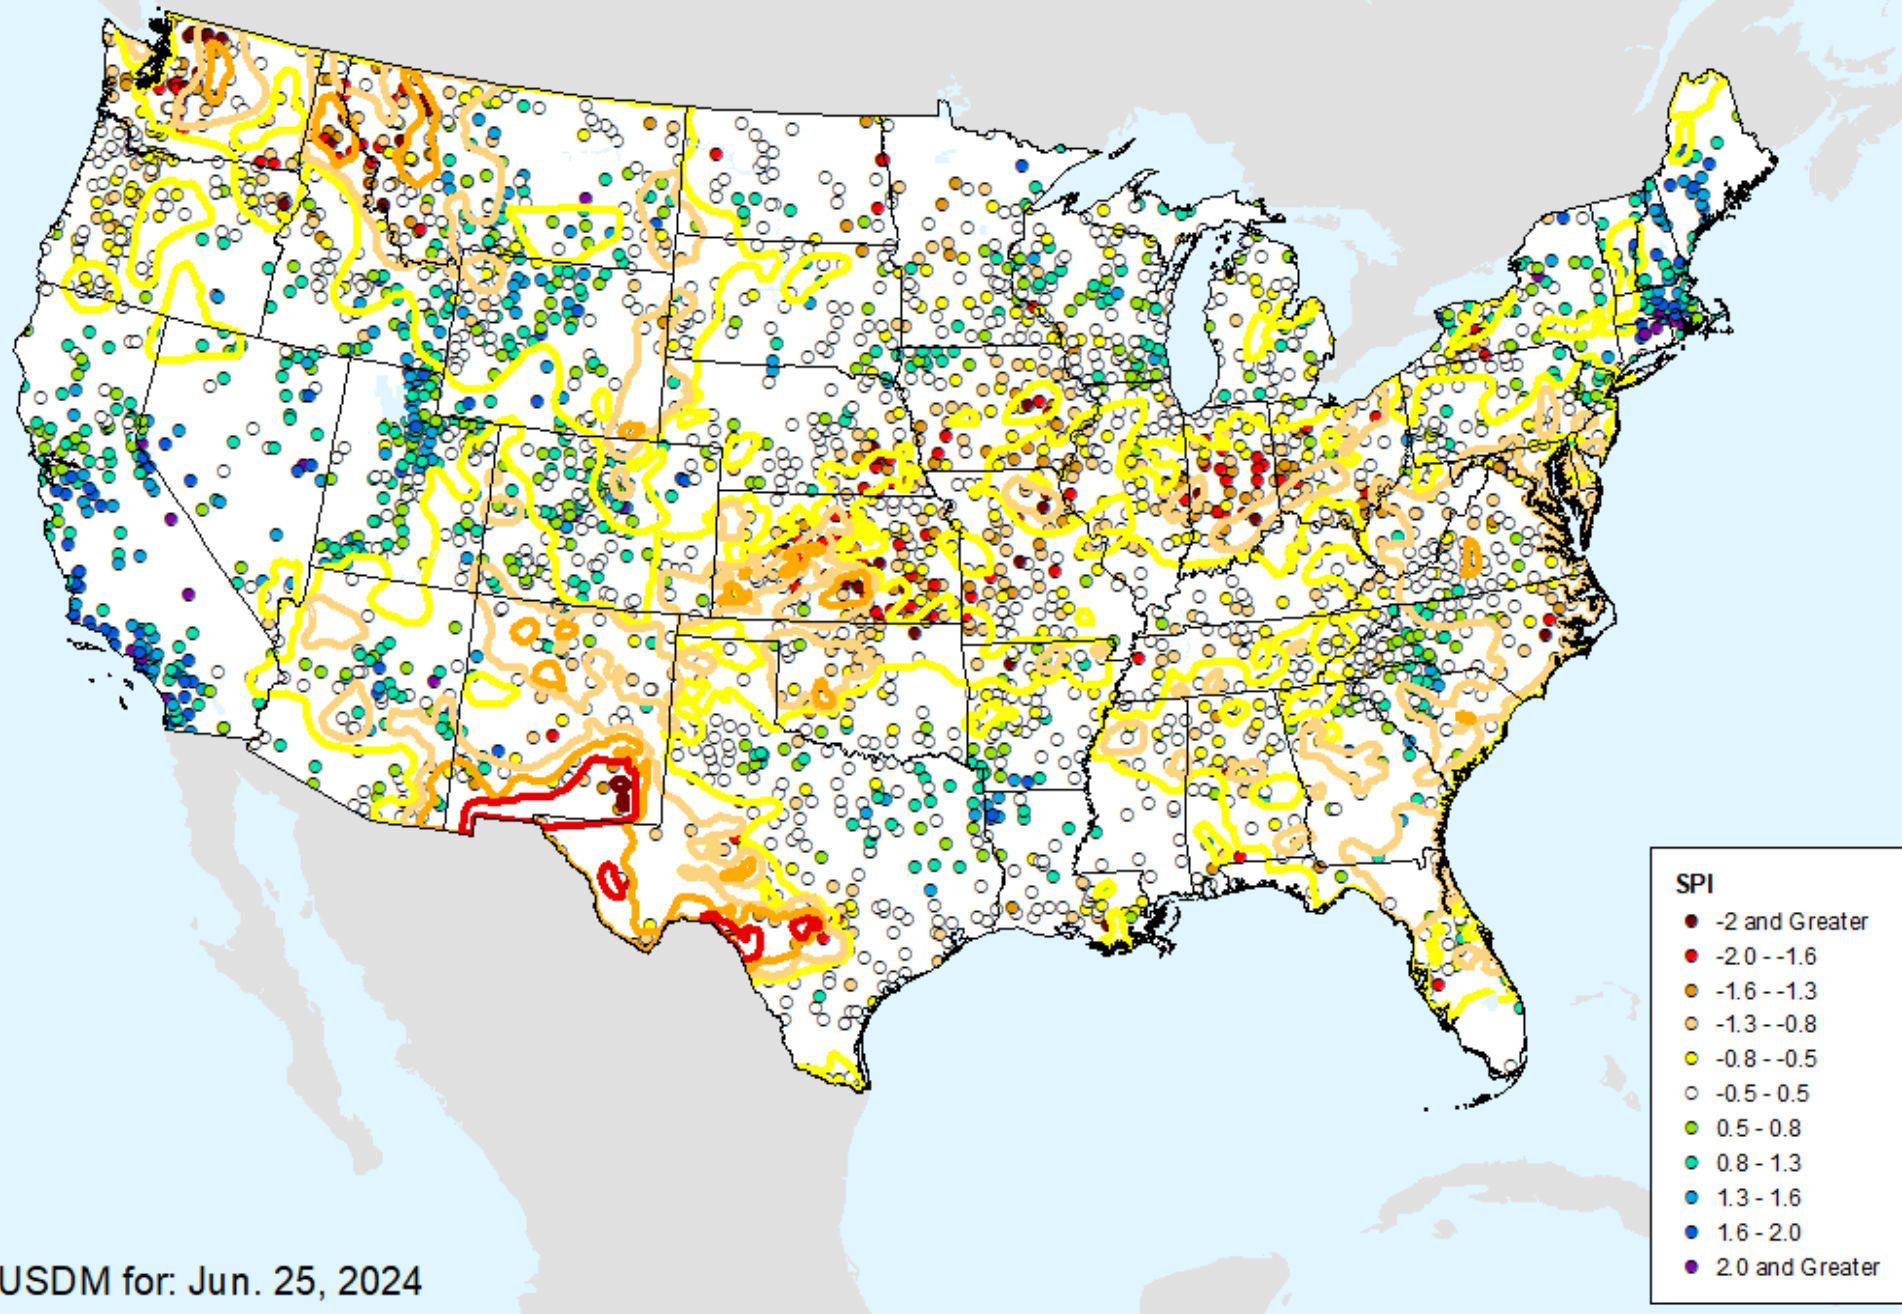 SPI
-2 and Greater
-2.0 - -1.6
-1.6 - -1.3
-1.3 - -0.8
-0.8 - -0.5
-0.5 - 0.5
0.5 - 0.8
0.8 - 1.3
1.3 - 1.6
1.6 - 2.0
2.0 and Greater
USDM for: Jun. 25, 2024